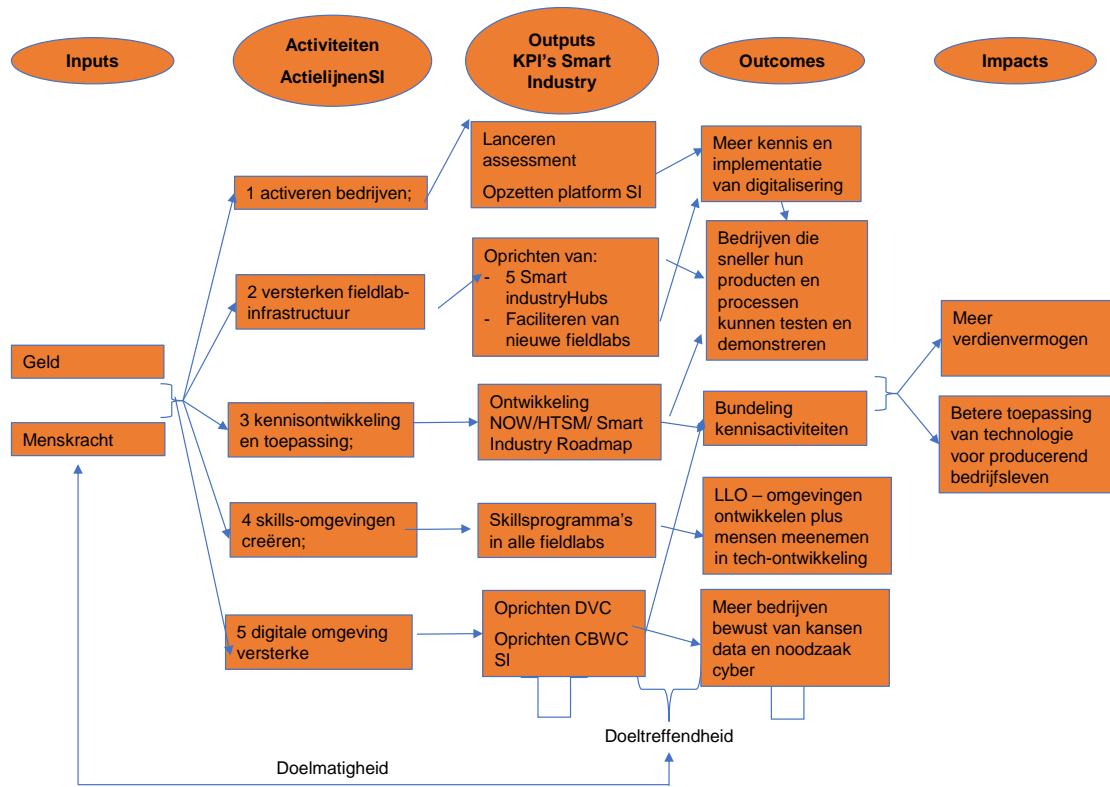 Inputs
Activiteiten
ActielijnenSI
Outputs
KPI's Smart
Industry
Outcomes
Impacts
1 activeren bedrijven;
2 versterken fieldlab-
infrastructuur
Geld
Menskracht
3 kennisontwikkeling
en toepassing;
4 skills-omgevingen
creëren;
5 digitale omgeving
versterke
Lanceren
assessment
Opzetten platform SI
Oprichten van:
- 5 Smart
industryHubs
- Faciliteren van
nieuwe fieldlabs
Ontwikkeling
NOW/HTSM/ Smart
Industry Roadmap
Skillsprogramma's
in alle fieldlabs
Oprichten DVC
Oprichten CBWC
SI
Meer kennis en
implementatie
van digitalisering
Bedrijven die
sneller hun
producten en
processen
kunnen testen en
demonstreren
Bundeling
kennisactiviteiten
LLO – omgevingen
ontwikkelen plus
mensen meenemen
in tech-ontwikkeling
Meer bedrijven
bewust van kansen
data en noodzaak
cyber
Meer
verdienvermogen
Betere toepassing
van technologie
voor producerend
bedrijfsleven
Doeltreffendheid
Doelmatigheid